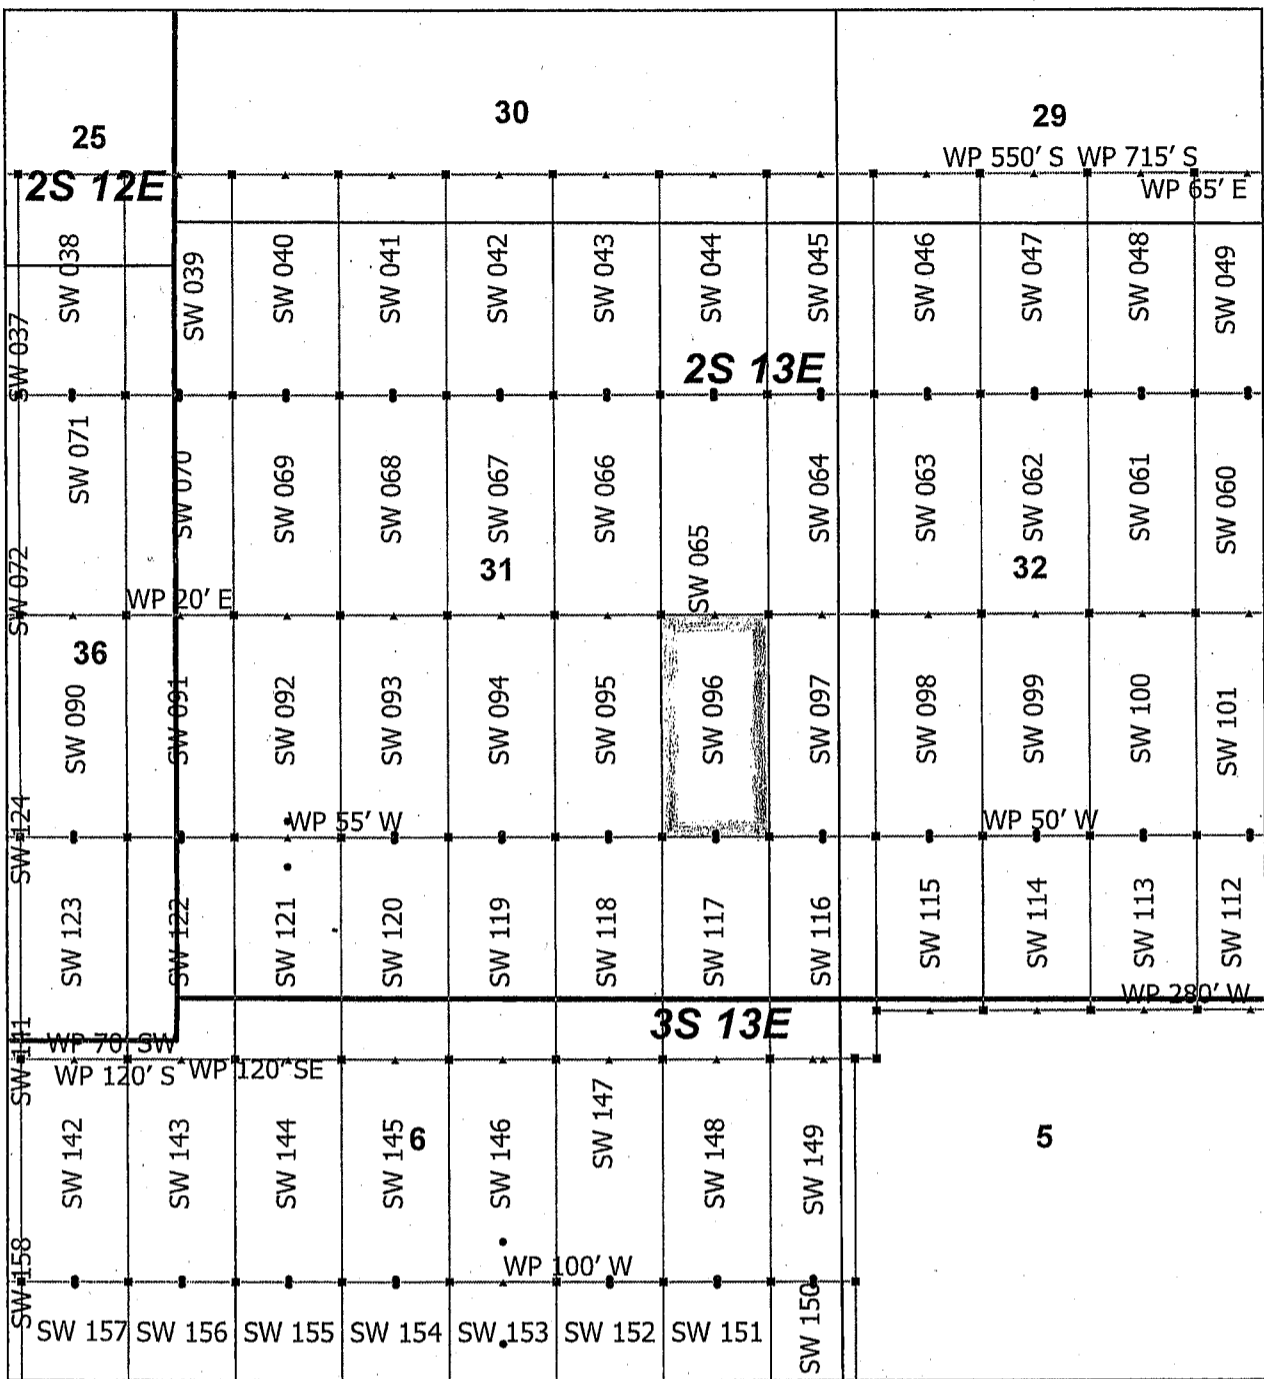 25
30
29
WP 550' S WP 715' S
2S 12E
WP 65' E
SW 037
SW 038
SW 039
SW 040
SW 041
SW 042
SW 043
SW 044
SW 045
SW 046
SW 047
SW 048
SW 049
2S 13E
SW 072
SW 071
SW 070
SW 069
SW 068
SW 067
SW 066
SW 065
SW 064
SW 063
SW 062
SW 061
SW 060
31
32
WP 20' E
36
SW 090
SW 091
SW 092
SW 093
SW 094
SW 095
SW 096
SW 097
SW 098
SW 099
SW 100
SW 101
WP 55' W
WP 50' W
SW 124
SW 123
SW 122
SW 121
SW 120
SW 119
SW 118
SW 117
SW 116
SW 115
SW 114
SW 113
SW 112
WP 280' W
3S 13E
WP 70' SW
WP 120' S
WP 120' SE
SW 141
SW 142
SW 143
SW 144
SW 145
6
SW 146
SW 147
SW 148
SW 149
5
WP 100' W
SW 158
SW 157
SW 156
SW 155
SW 154
SW 153
SW 152
SW 151
SW 150